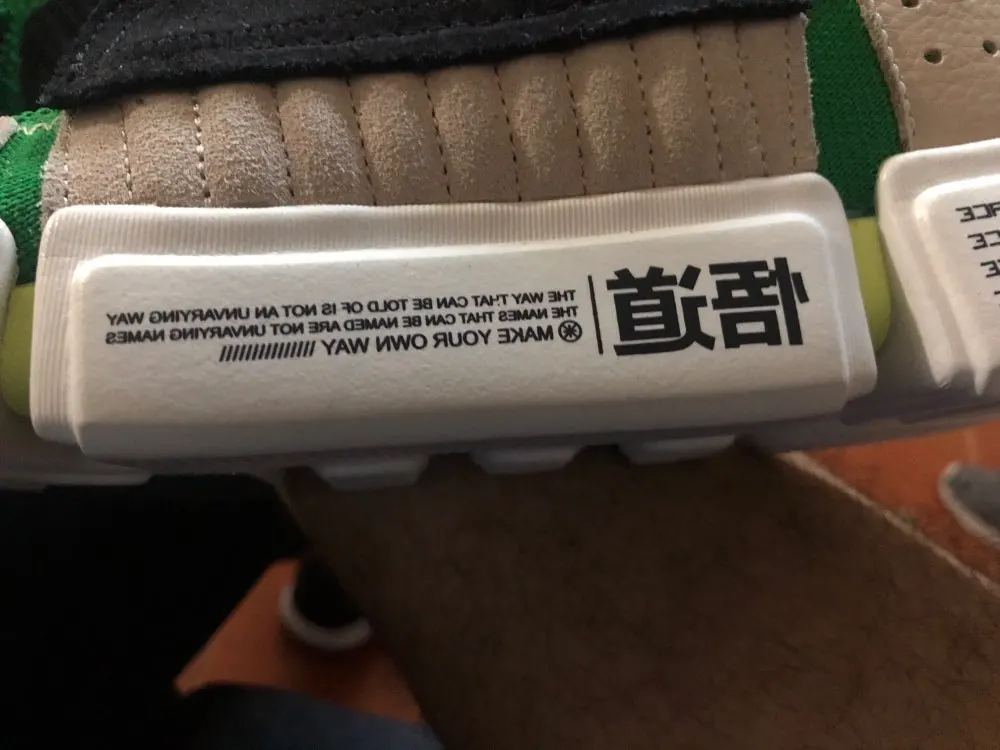 悟道
THE WAY THAT CAN BE TOLD OF IS NOT AN UNVARYING WAY
THE NAMES THAT CAN BE NAMED ARE NOT UNVARYING NAMES
MAKE YOUR OWN WAY ////////////////